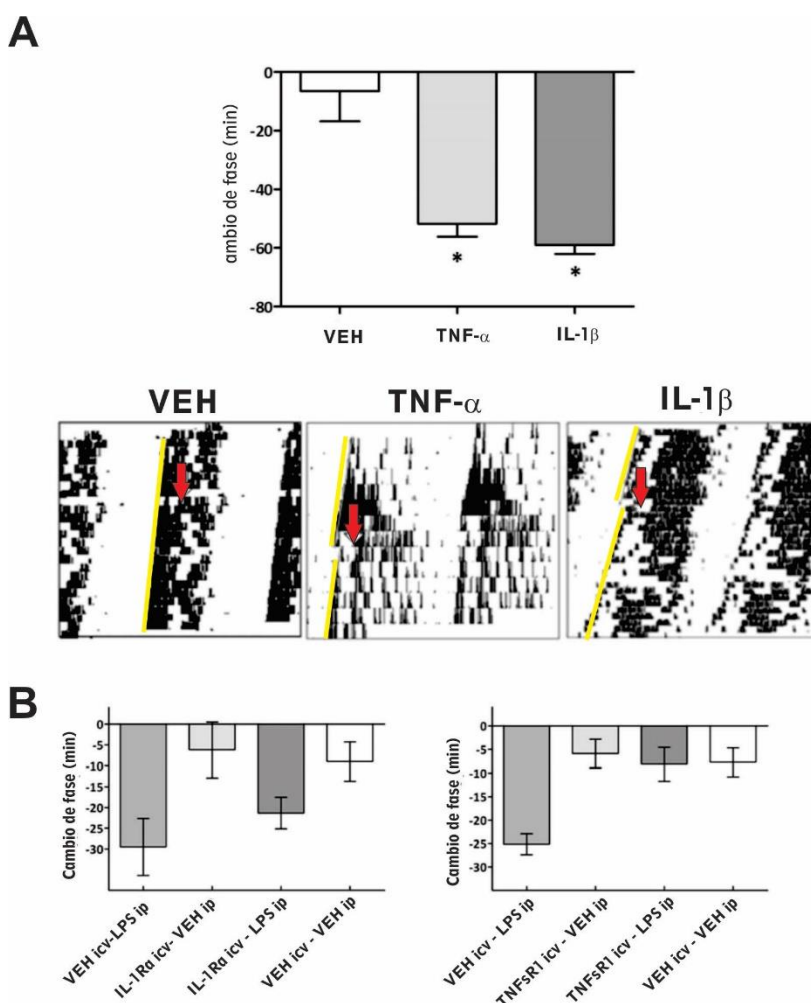 A
0
-20
-40
-60
-80
ambio de fase (min)
*
*
VEH
TNF-α
IL-1β
VEH
TNF-α
IL-1β
B
Cambio de fase (min)
0
-5
-10
-15
-20
-25
-30
VEH icv-LPS ip
IL-1Ra icv- VEH ip
IL-1Ra icv - LPS ip
VEH icv - VEH ip
Cambio de fase (min)
0
-5
-10
-15
-20
-25
-30
VEH icv - LPS ip
TNFsR1 icv - VEH ip
TNFsR1 icv - LPS ip
VEH icv - VEH ip